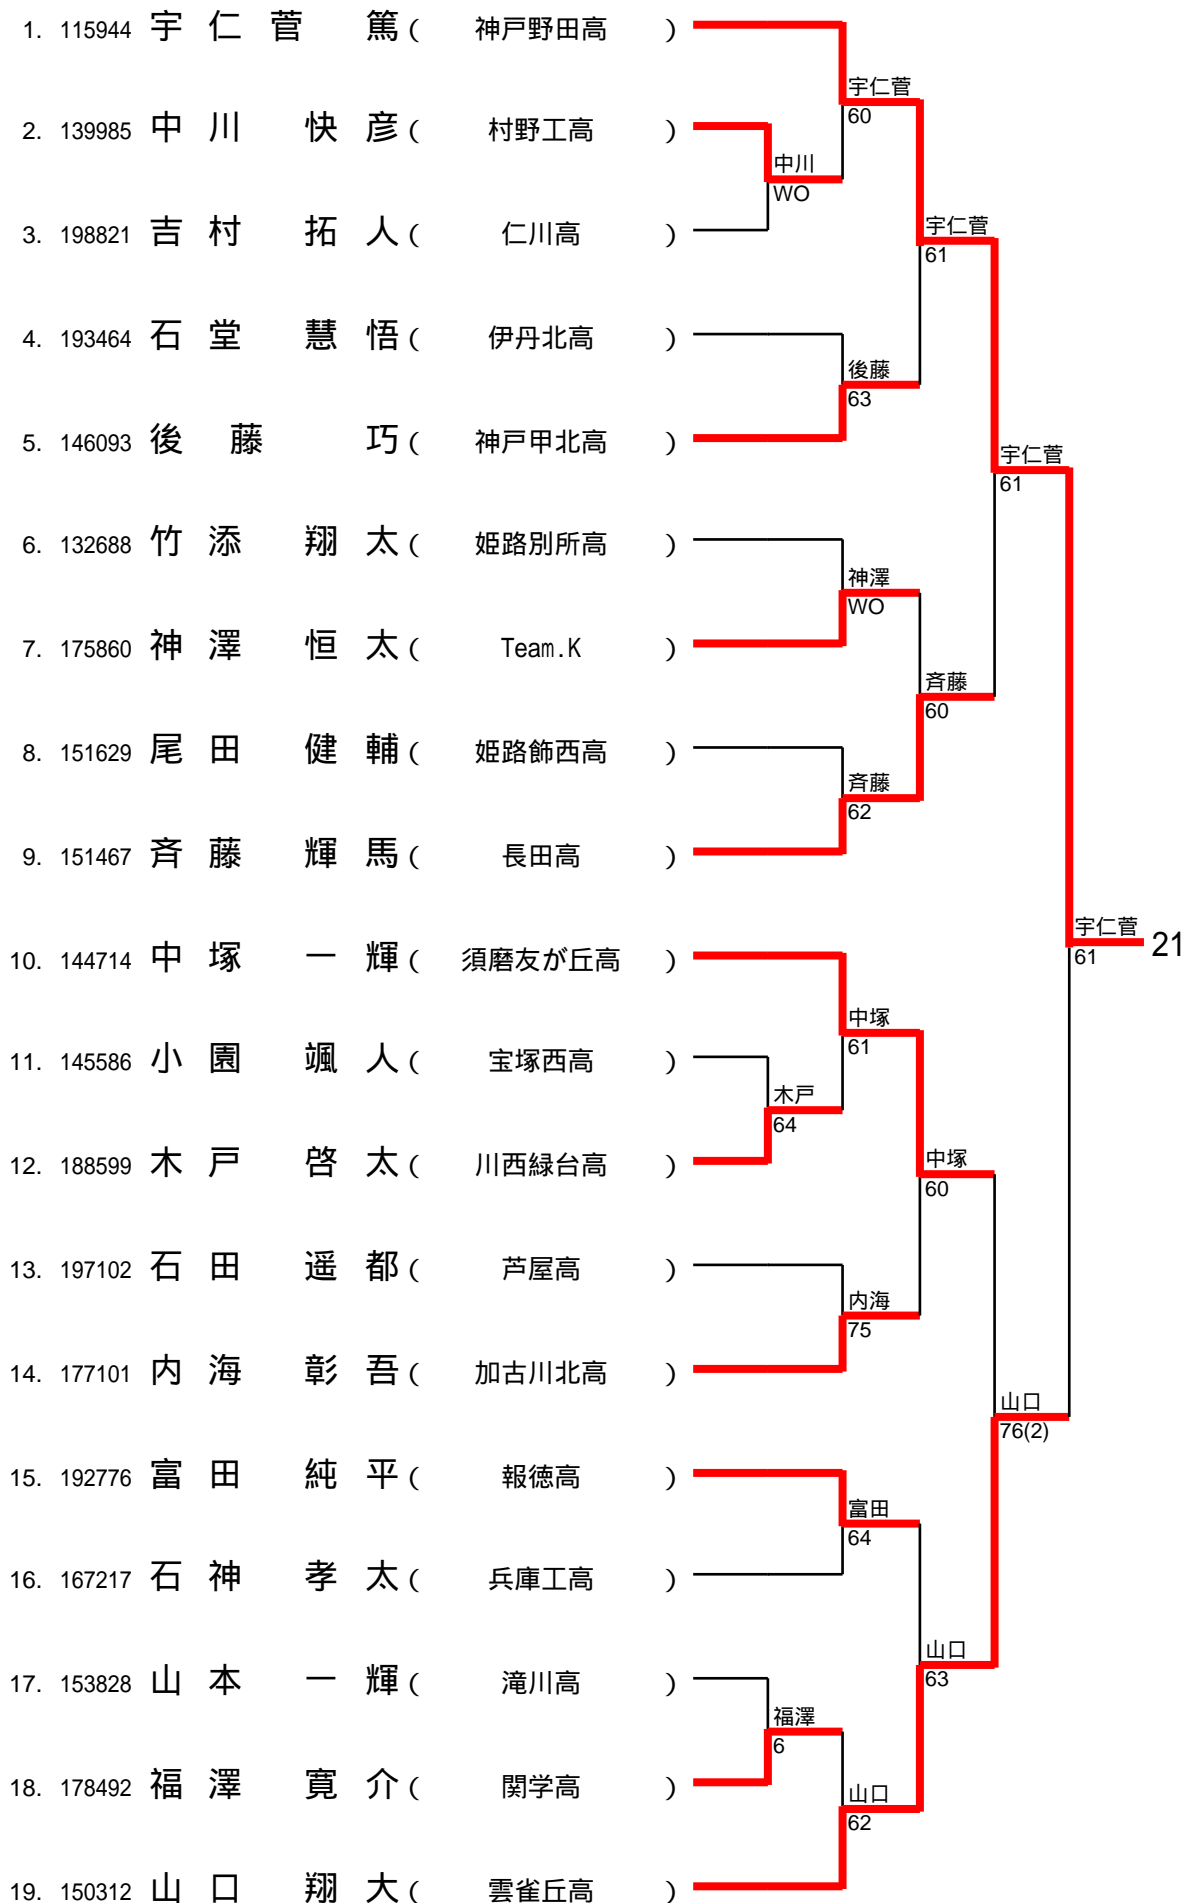 1. 115944 宇仁菅 篤 ( 神戸野田高 )
宇仁菅
60
2. 139985 中川 快彦 ( 村野工高 )
中川
WO
3. 198821 吉村 拓人 ( 仁川高 )
宇仁菅
61
4. 193464 石堂 慧悟 ( 伊丹北高 )
後藤
63
5. 146093 後藤 巧 ( 神戸甲北高 )
宇仁菅
61
6. 132688 竹添 翔太 ( 姫路別所高 )
神澤
WO
7. 175860 神澤 恒太 ( Team.K )
斉藤
60
8. 151629 尾田 健輔 ( 姫路飾西高 )
斉藤
62
9. 151467 斉藤 輝馬 ( 長田高 )
宇仁菅
61
21
10. 144714 中塚 一輝 ( 須磨友が丘高 )
中塚
61
11. 145586 小園 颯人 ( 宝塚西高 )
木戸
64
12. 188599 木戸 啓太 ( 川西緑台高 )
中塚
60
13. 197102 石田 遥都 ( 芦屋高 )
内海
75
14. 177101 内海 彰吾 ( 加古川北高 )
山口
76(2)
15. 192776 富田 純平 ( 報徳高 )
富田
64
16. 167217 石神 孝太 ( 兵庫工高 )
山口
63
17. 153828 山本 一輝 ( 滝川高 )
福澤
6
18. 178492 福澤 寛介 ( 関学高 )
山口
62
19. 150312 山口 翔大 ( 雲雀丘高 )